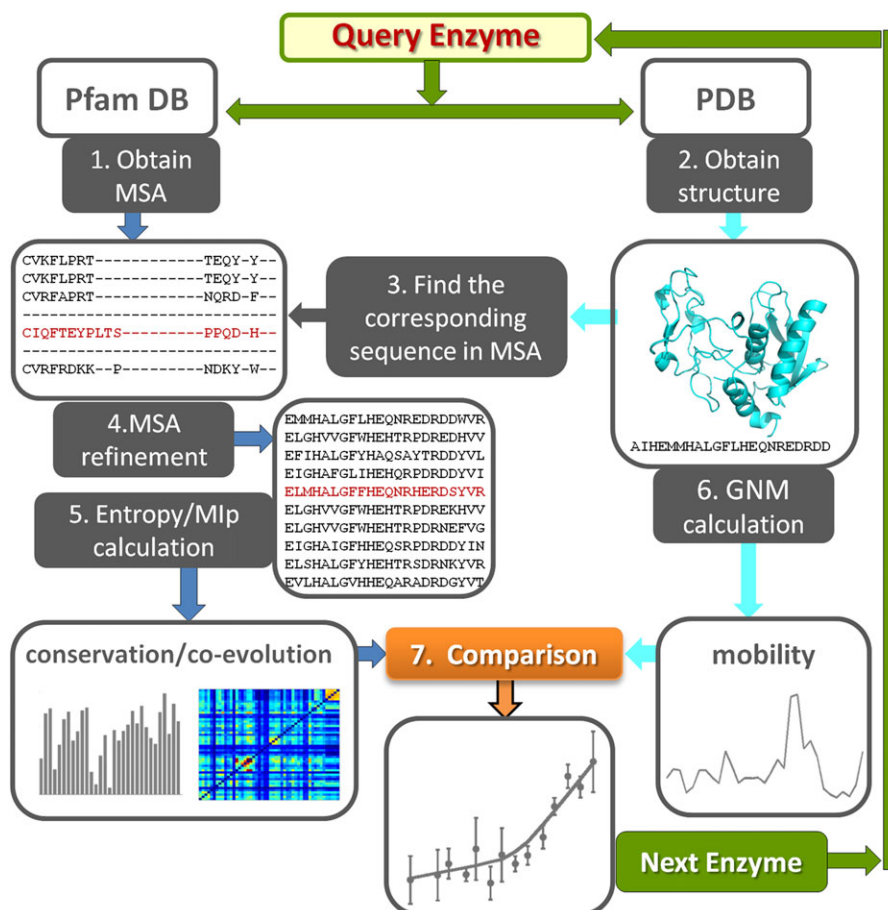 Query Enzyme
Pfam DB
PDB
1. Obtain
MSA
2. Obtain
structure
CVKFLPRT------------TEQY-Y--
CVKFLPRT------------TEQY-Y--
CVRFAPRT------------NQRD-F--
----------------------------
CIQFTEYPLTS---------PPQD-H--
----------------------------
CVRFRDKK--P---------NDKY-W--
3. Find the
corresponding
sequence in MSA
AIHEMMHALGFLHEQNREDRDD
4.MSA
refinement
EMMHALGFLHEQNREDRDDWVR
ELGHVVGFWHEHTRPDREDHVV
EFIHALGFYHAQSAYTRDDYVL
EIGHAFGLIHEHQRPDRDDYVI
ELMHALGFFHEQNRHERDSYVR
ELGHVVGFWHEHTRPDREKHVV
ELGHVVGFWHEHTRPDRNEFVG
EIGHAIGFHHEQSRPDRDDYIN
ELSHALGFYHEHTRSDRNKYVR
EVLHALGVHHEQARADRDGYVT
5. Entropy/MIp
calculation
6. GNM
calculation
conservation/co-evolution
7. Comparison
mobility
Next Enzyme